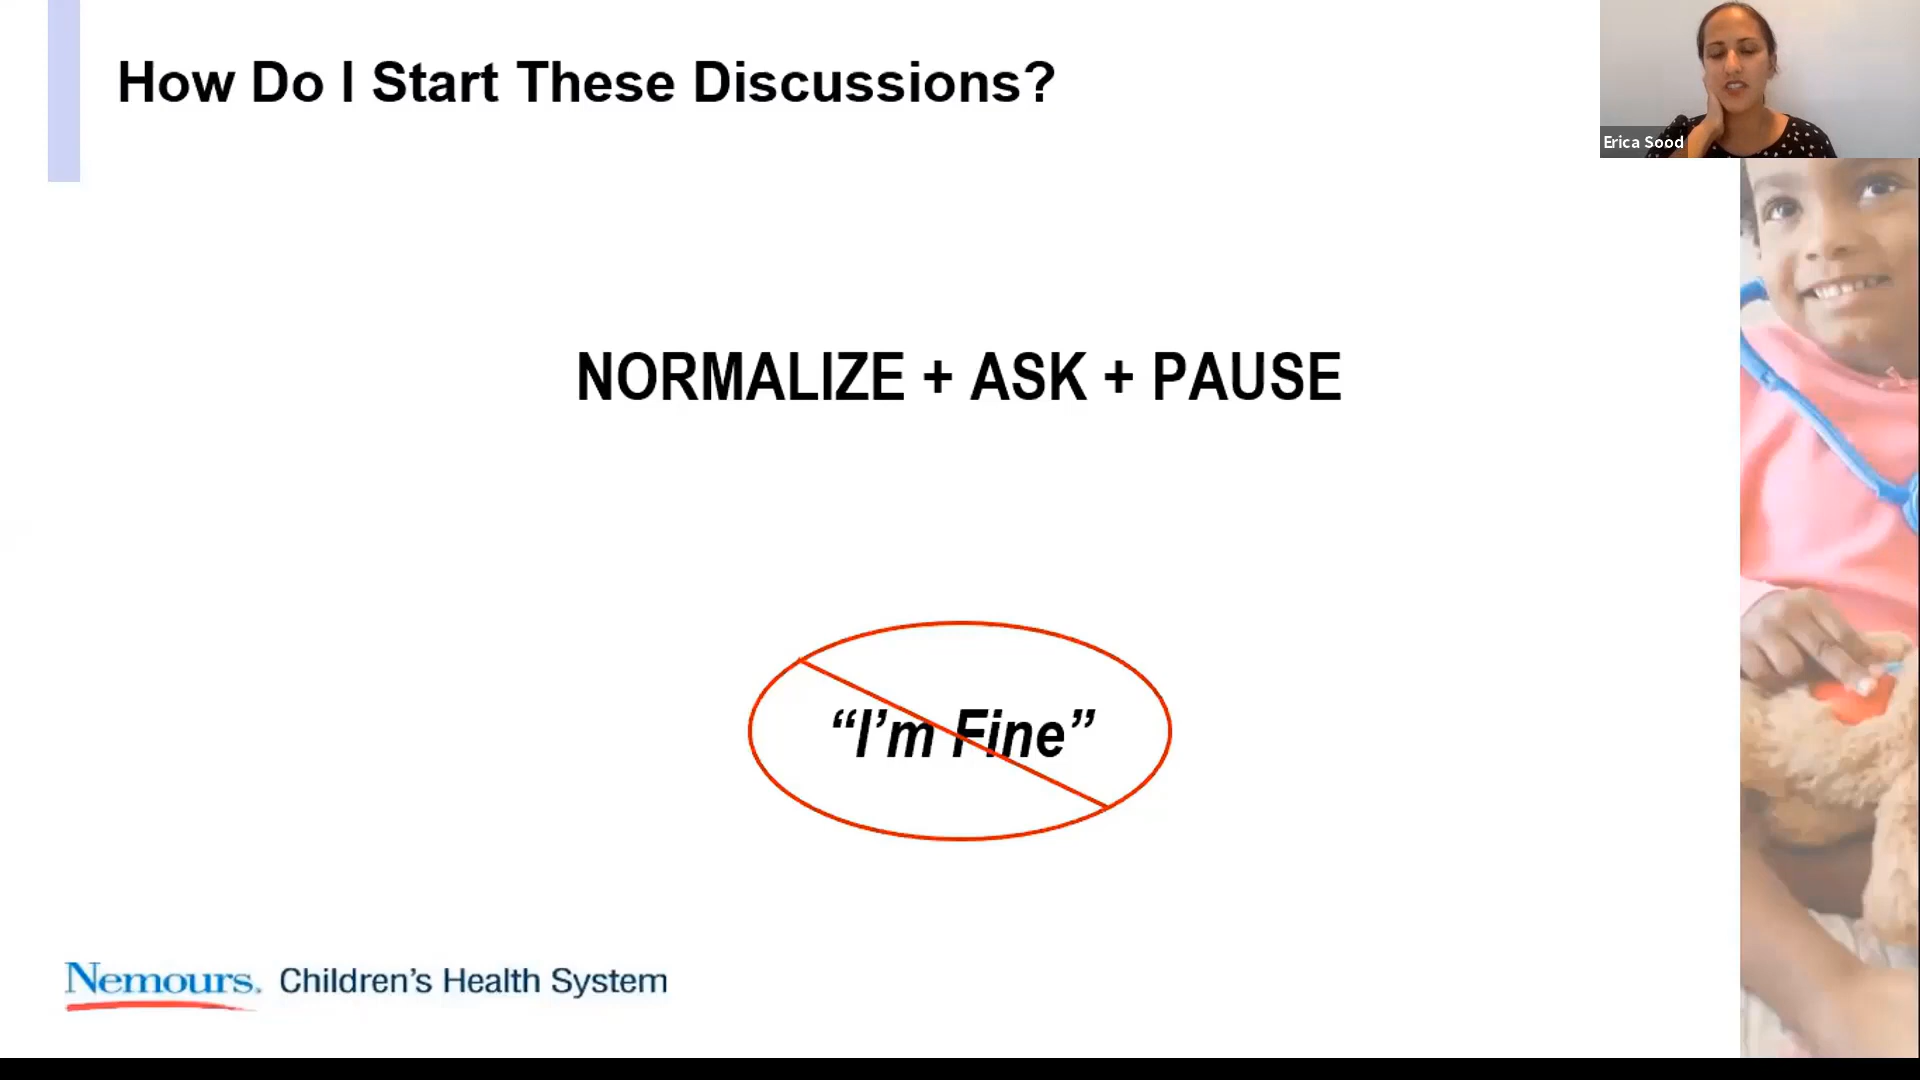 How Do I Start These Discussions?
Erica Sood
NORMALIZE + ASK + PAUSE
“I’m Fine”
Nemours. Children’s Health System